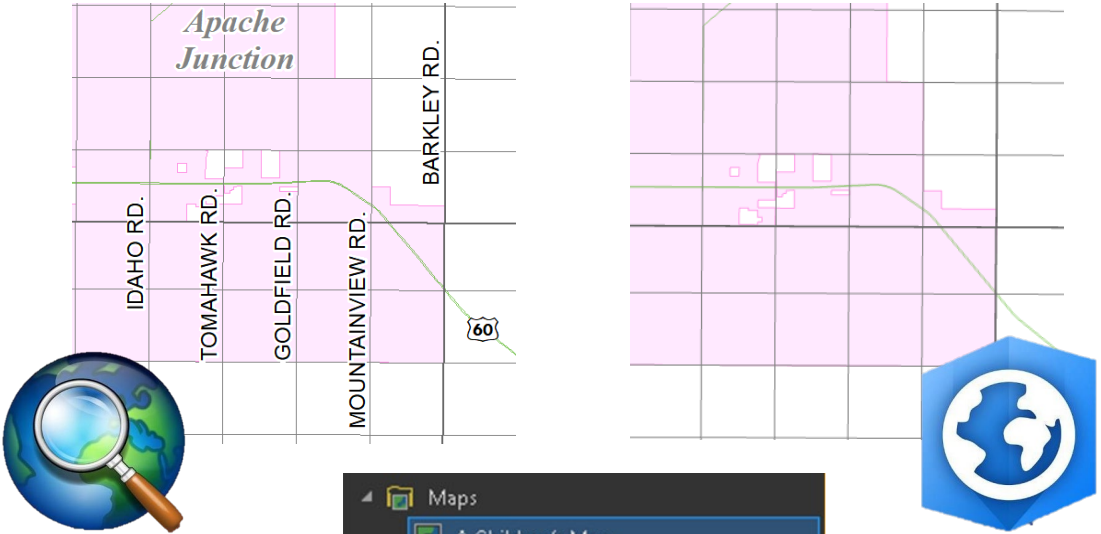 Apache
Junction
BARKLEY RD.
IDAHO RD.
TOMAHAWK RD.
GOLDFIELD RD.
MOUNTAINVIEW RD.
60
Maps